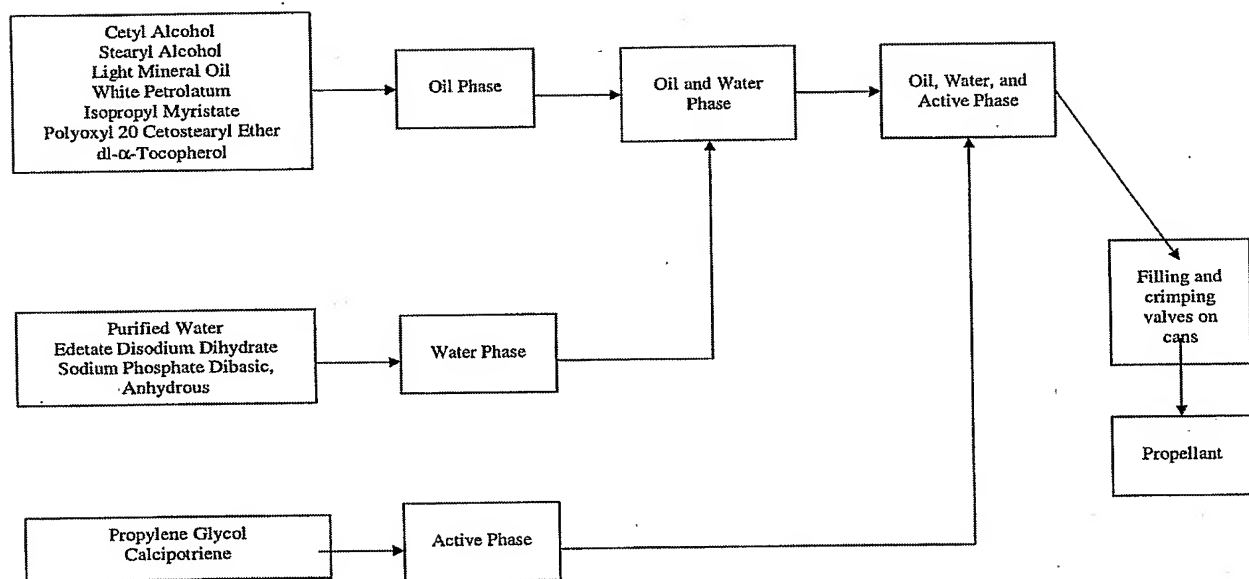 Cetyl Alcohol
Stearyl Alcohol
Light Mineral Oil
White Petrolatum
Isopropyl Myristate
Polyoxyl 20 Cetostearyl Ether
dl-α-Tocopherol
Oil Phase
Oil and Water
Phase
Oil, Water, and
Active Phase
Purified Water
Edetate Disodium Dihydrate
Sodium Phosphate Dibasic,
Anhydrous
Water Phase
Filling and
crimping
valves on
cans
Propellant
Propylene Glycol
Calcipotriene
Active Phase